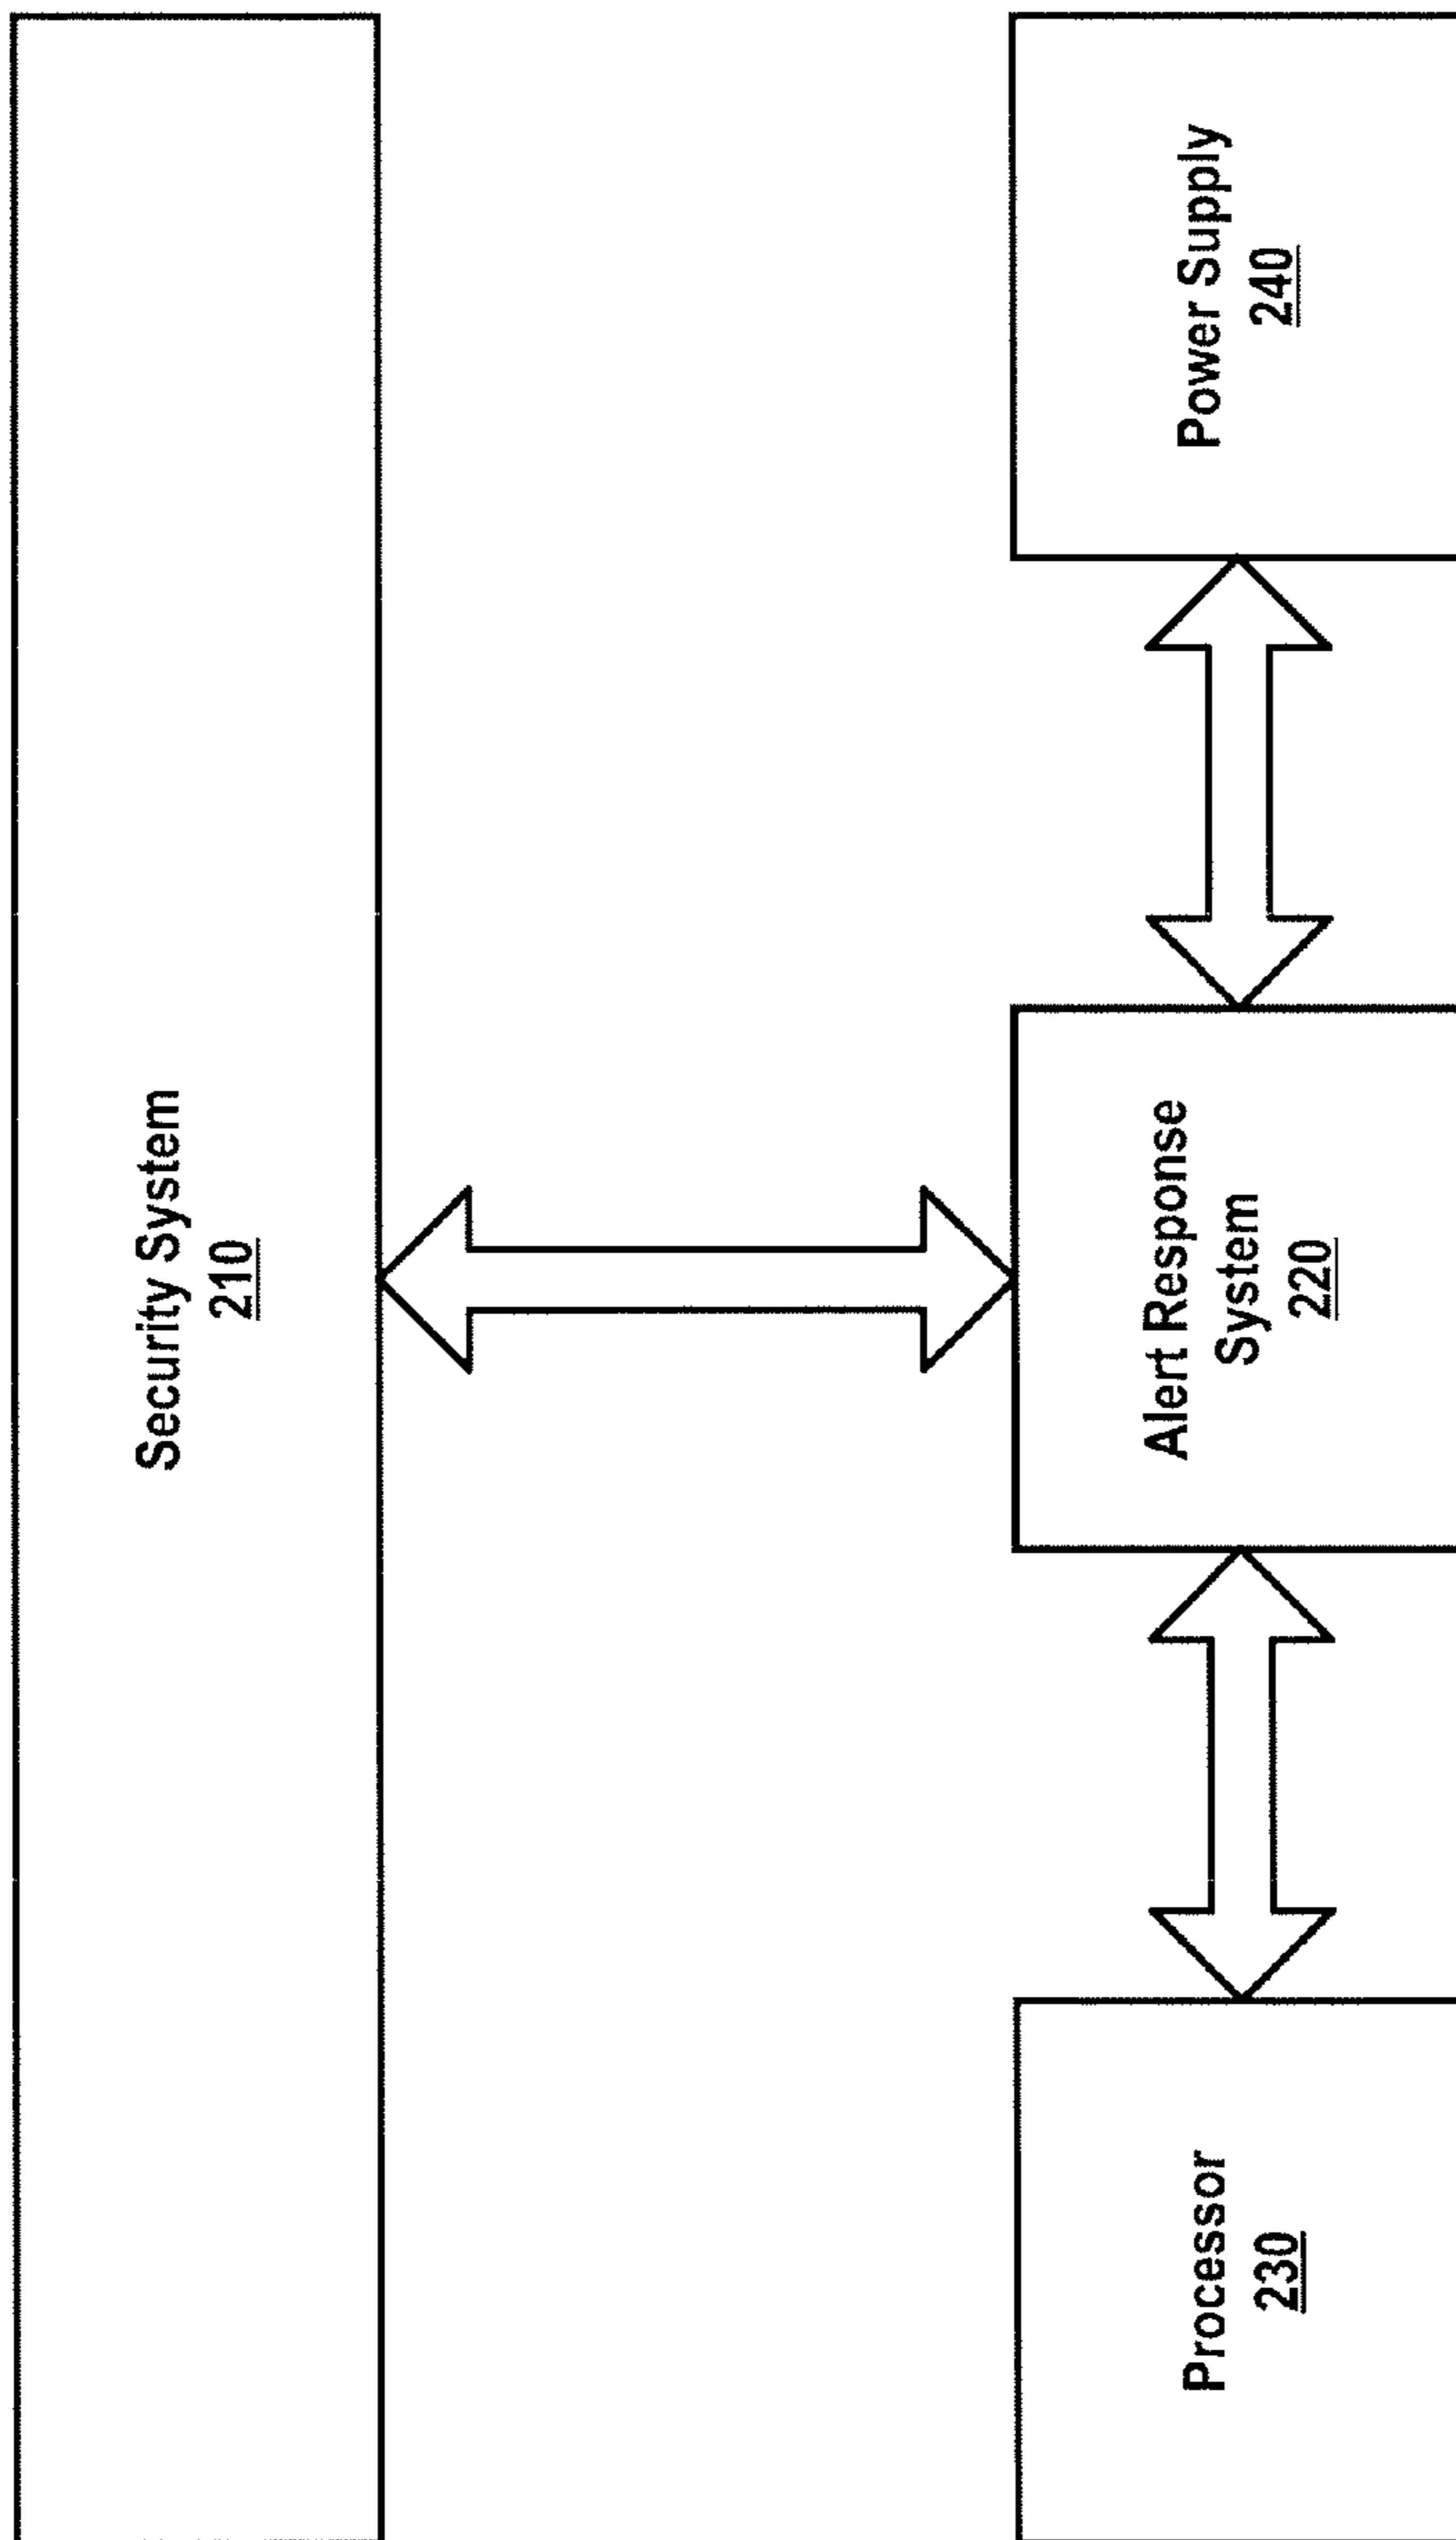 Security System
210
Processor
230
Alert Response
System
220
Power Supply
240